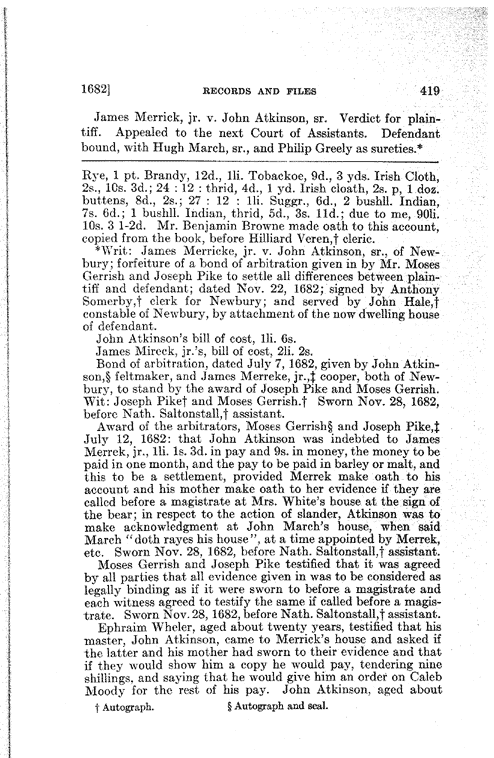 1682] RECORDS AND FILES 419
James Merrick, jr. v. John Atkinson, sr. Verdict for plain-
tiff. Appealed to the next Court of Assistants. Defendant
bound, with Hugh March, sr., and Philip Greely as sureties.*
Rye, 1 pt. Brandy, 12d., 1li. Tobackoe, 9d., 3 yds. Irish Cloth,
2s., 10s. 3d.; 24 : 12 : thrid, 4d., 1 yd. Irish cloath, 2s. p, 1 doz.
buttens, 8d., 2s.; 27 : 12 : 1li. Suggr., 6d., 2 bushll. Indian,
7s. 6d.; 1 bushll. Indian, thrid, 5d., 3s. 11d.; due to me, 90li.
10s. 3 1-2d. Mr. Benjamin Browne made oath to this account,
copied from the book, before Hilliard Veren,† cleric.
*Writ: James Merricke, jr. v. John Atkinson, sr., of New-
bury; forfeiture of a bond of arbitration given in by Mr. Moses
Gerrish and Joseph Pike to settle all differences between plain-
tiff and defendant; dated Nov. 22, 1682; signed by Anthony
Somerby,† clerk for Newbury; and served by John Hale,†
constable of Newbury, by attachment of the now dwelling house
of defendant.
John Atkinson's bill of cost, 1li. 6s.
James Mireck, jr.'s, bill of cost, 2li. 2s.
Bond of arbitration, dated July 7, 1682, given by John Atkin-
son,§ feltmaker, and James Merreke, jr.,‡ cooper, both of New-
bury, to stand by the award of Joseph Pike and Moses Gerrish.
Wit: Joseph Pike† and Moses Gerrish.† Sworn Nov. 28, 1682,
before Nath. Saltonstall,† assistant.
Award of the arbitrators, Moses Gerrish§ and Joseph Pike,‡
July 12, 1682: that John Atkinson was indebted to James
Merrek, jr., 1li. 1s. 3d. in pay and 9s. in money, the money to be
paid in one month, and the pay to be paid in barley or malt, and
this to be a settlement, provided Merrek make oath to his
account and his mother make oath to her evidence if they are
called before a magistrate at Mrs. White's house at the sign of
the bear; in respect to the action of slander, Atkinson was to
make acknowledgment at John March's house, when said
March "doth rayes his house", at a time appointed by Merrek,
etc. Sworn Nov. 28, 1682, before Nath. Saltonstall,† assistant.
Moses Gerrish and Joseph Pike testified that it was agreed
by all parties that all evidence given in was to be considered as
legally binding as if it were sworn to before a magistrate and
each witness agreed to testify the same if called before a magis-
trate. Sworn Nov. 28, 1682, before Nath. Saltonstall,† assistant.
Ephraim Wheler, aged about twenty years, testified that his
master, John Atkinson, came to Merrick's house and asked if
the latter and his mother had sworn to their evidence and that
if they would show him a copy he would pay, tendering nine
shillings, and saying that he would give him an order on Caleb
Moody for the rest of his pay. John Atkinson, aged about
† Autograph. § Autograph and seal.